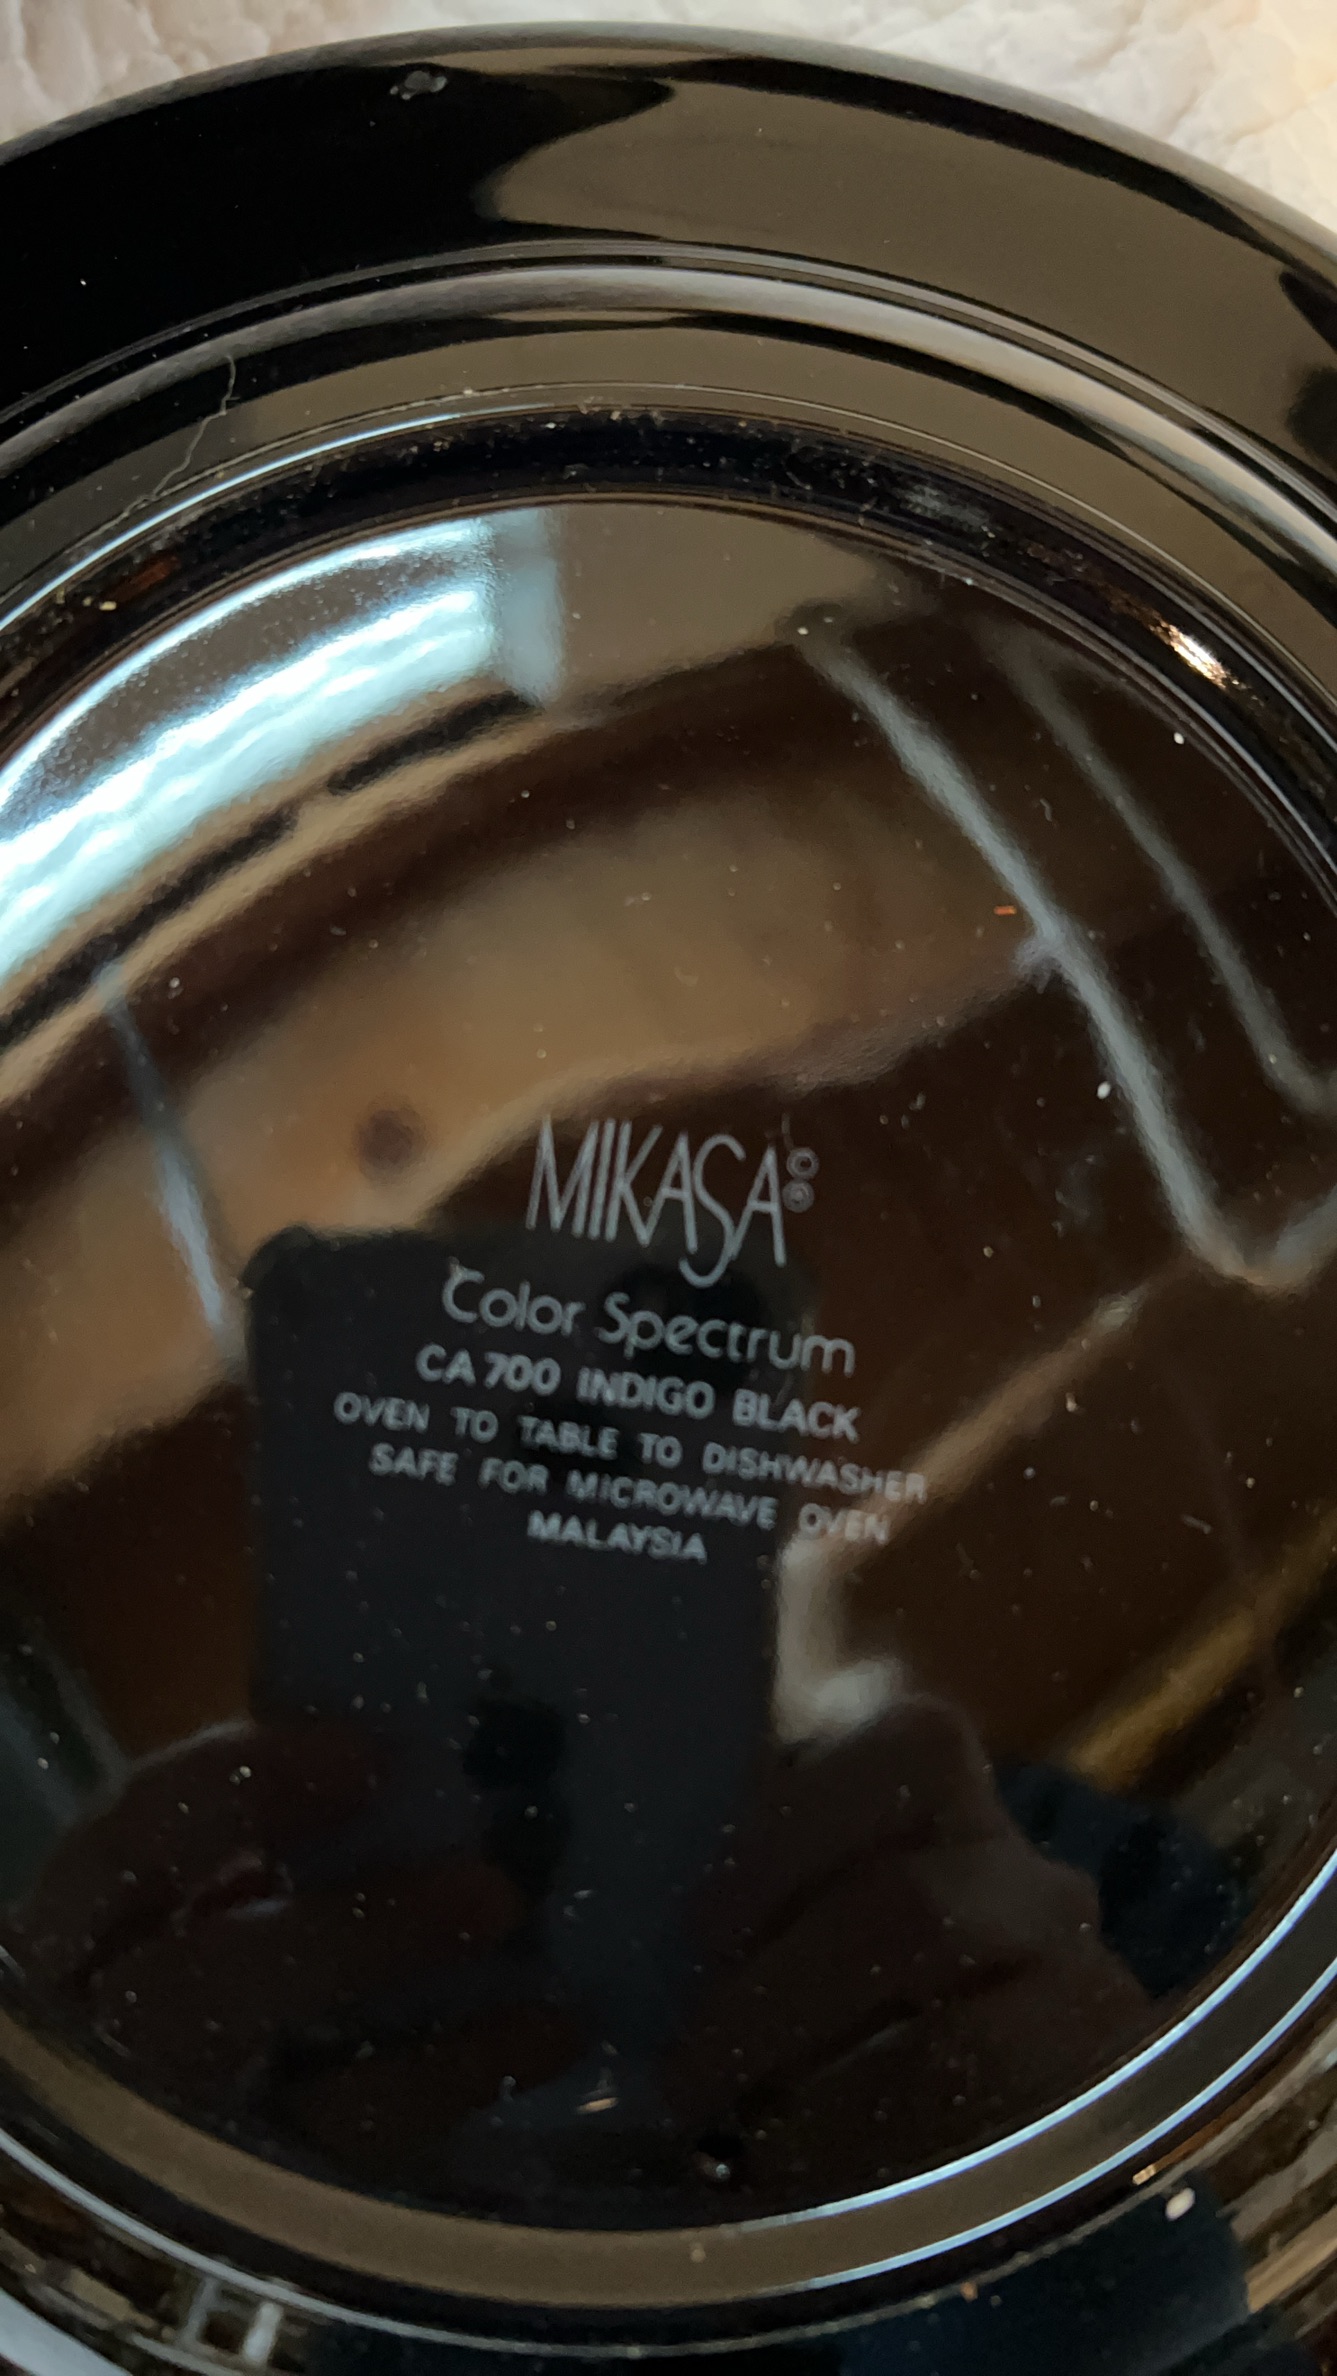 MIKASA © ®
Color Spectrum
CA 700 INDIGO BLACK
OVEN TO TABLE TO DISHWASHER
SAFE FOR MICROWAVE OVEN
MALAYSIA